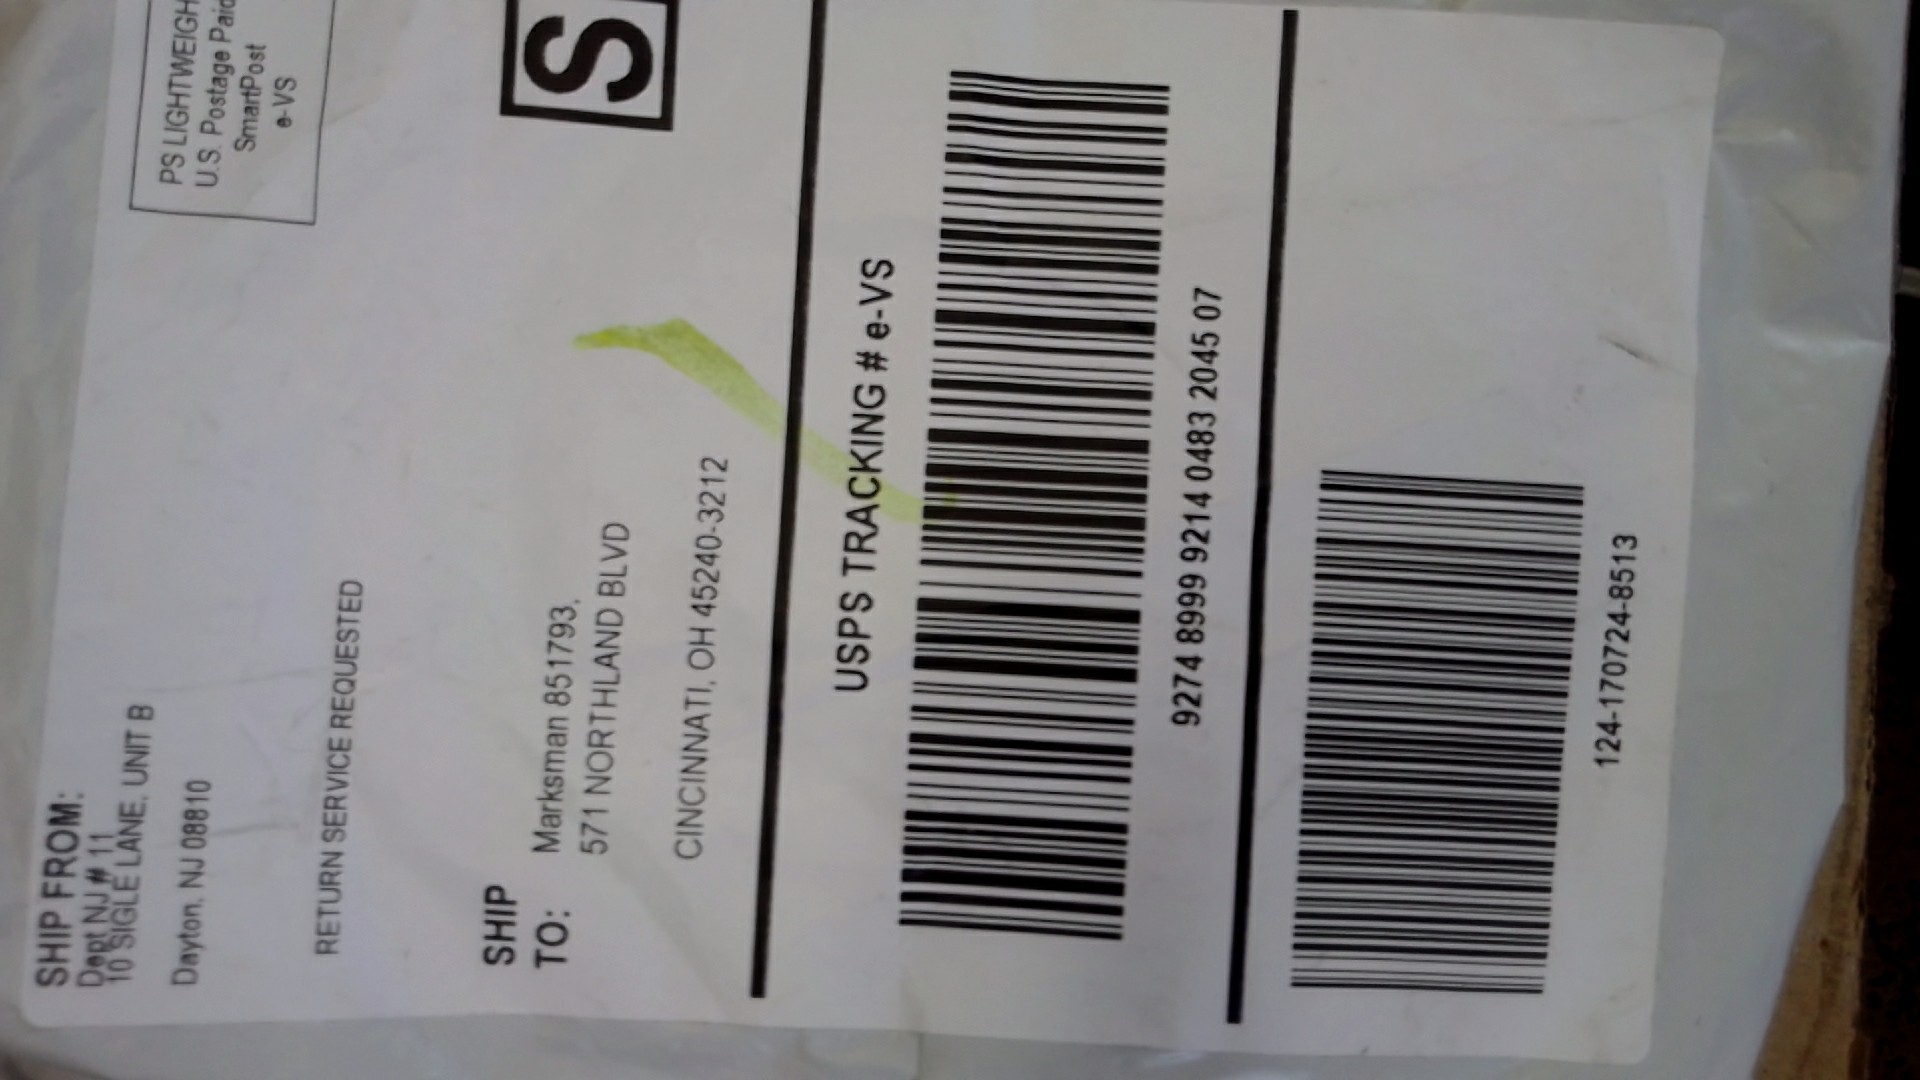 SHIP FROM:
Dept NJ # 11
10 SIGLE LANE, UNIT B
Dayton, NJ 08810
PS LIGHTWEIGH
U.S. Postage Paid
SmartPost
e-VS
RETURN SERVICE REQUESTED
S
SHIP
TO:
Marksman 851793,
571 NORTHLAND BLVD
CINCINNATI, OH 45240-3212
USPS TRACKING # e-VS
9274 8999 9214 0483 2045 07
124-170724-8513